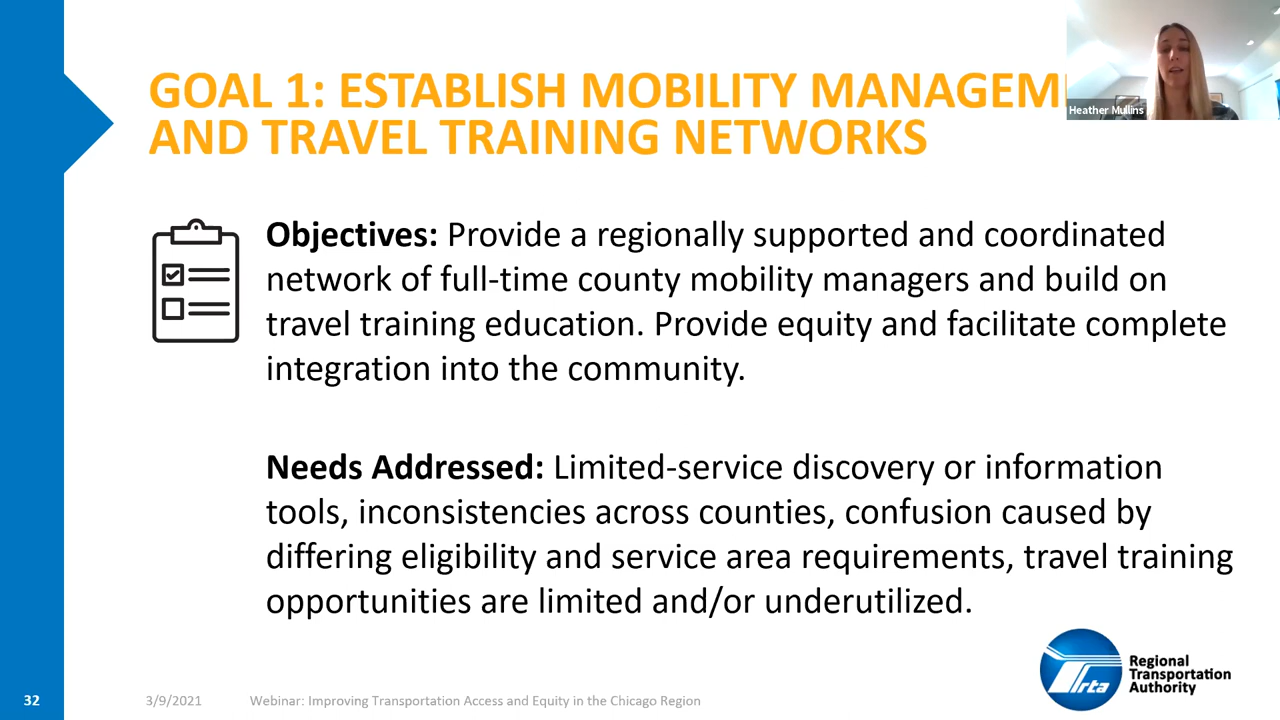 GOAL 1: ESTABLISH MOBILITY MANAGEM
AND TRAVEL TRAINING NETWORKS
Heather Mullins
Objectives: Provide a regionally supported and coordinated
network of full-time county mobility managers and build on
travel training education. Provide equity and facilitate complete
integration into the community.
Needs Addressed: Limited-service discovery or information
tools, inconsistencies across counties, confusion caused by
differing eligibility and service area requirements, travel training
opportunities are limited and/or underutilized.
rta
Regional
Transportation
Authority
32
3/9/2021
Webinar: Improving Transportation Access and Equity in the Chicago Region